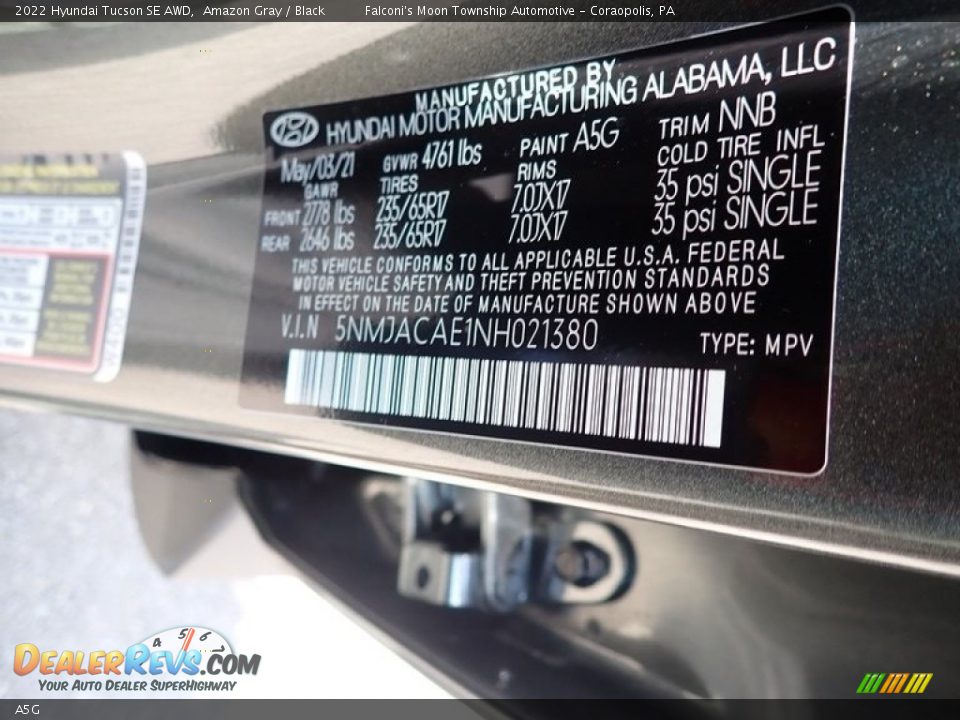 2022 Hyundai Tucson SE AWD, Amazon Gray / Black Falconi's Moon Township Automotive - Coraopolis, PA
MANUFACTURED BY
HYUNDAI MOTOR MANUFACTURING ALABAMA, LLC
May/03/21 GVWR 4761 lbs PAINT A5G TRIM NNB
GAWR TIRES RIMS COLD TIRE INFL
FRONT 2778 lbs 235/65R17 7.0JX17 35 psi SINGLE
REAR 2646 lbs 235/65R17 7.0JX17 35 psi SINGLE
THIS VEHICLE CONFORMS TO ALL APPLICABLE U.S.A. FEDERAL
MOTOR VEHICLE SAFETY AND THEFT PREVENTION STANDARDS
IN EFFECT ON THE DATE OF MANUFACTURE SHOWN ABOVE
V.I.N 5NMJACAE1NH021380 TYPE: MPV
4 5 6
DEALERREVS.COM
YOUR AUTO DEALER SUPERHIGHWAY
A5G